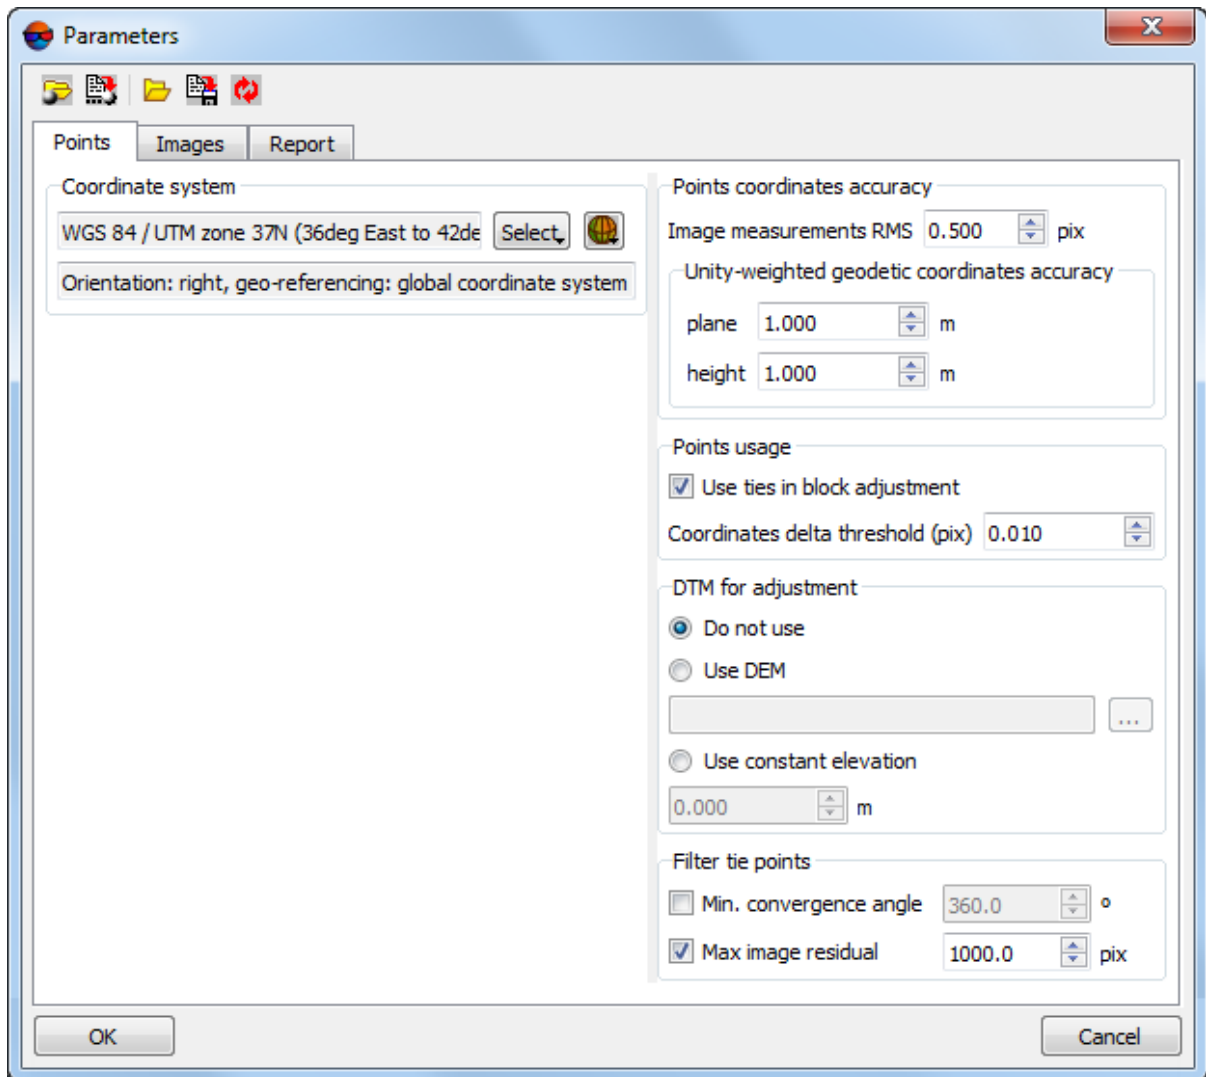 Parameters
Points Images Report
Coordinate system
WGS 84 / UTM zone 37N (36deg East to 42de Select
Orientation: right, geo-referencing: global coordinate system
Points coordinates accuracy
Image measurements RMS 0.500 pix
Unity-weighted geodetic coordinates accuracy
plane 1.000 m
height 1.000 m
Points usage
Use ties in block adjustment
Coordinates delta threshold (pix) 0.010
DTM for adjustment
Do not use
Use DEM
...
Use constant elevation
0.000 m
Filter tie points
Min. convergence angle 360.0 °
Max image residual 1000.0 pix
OK Cancel